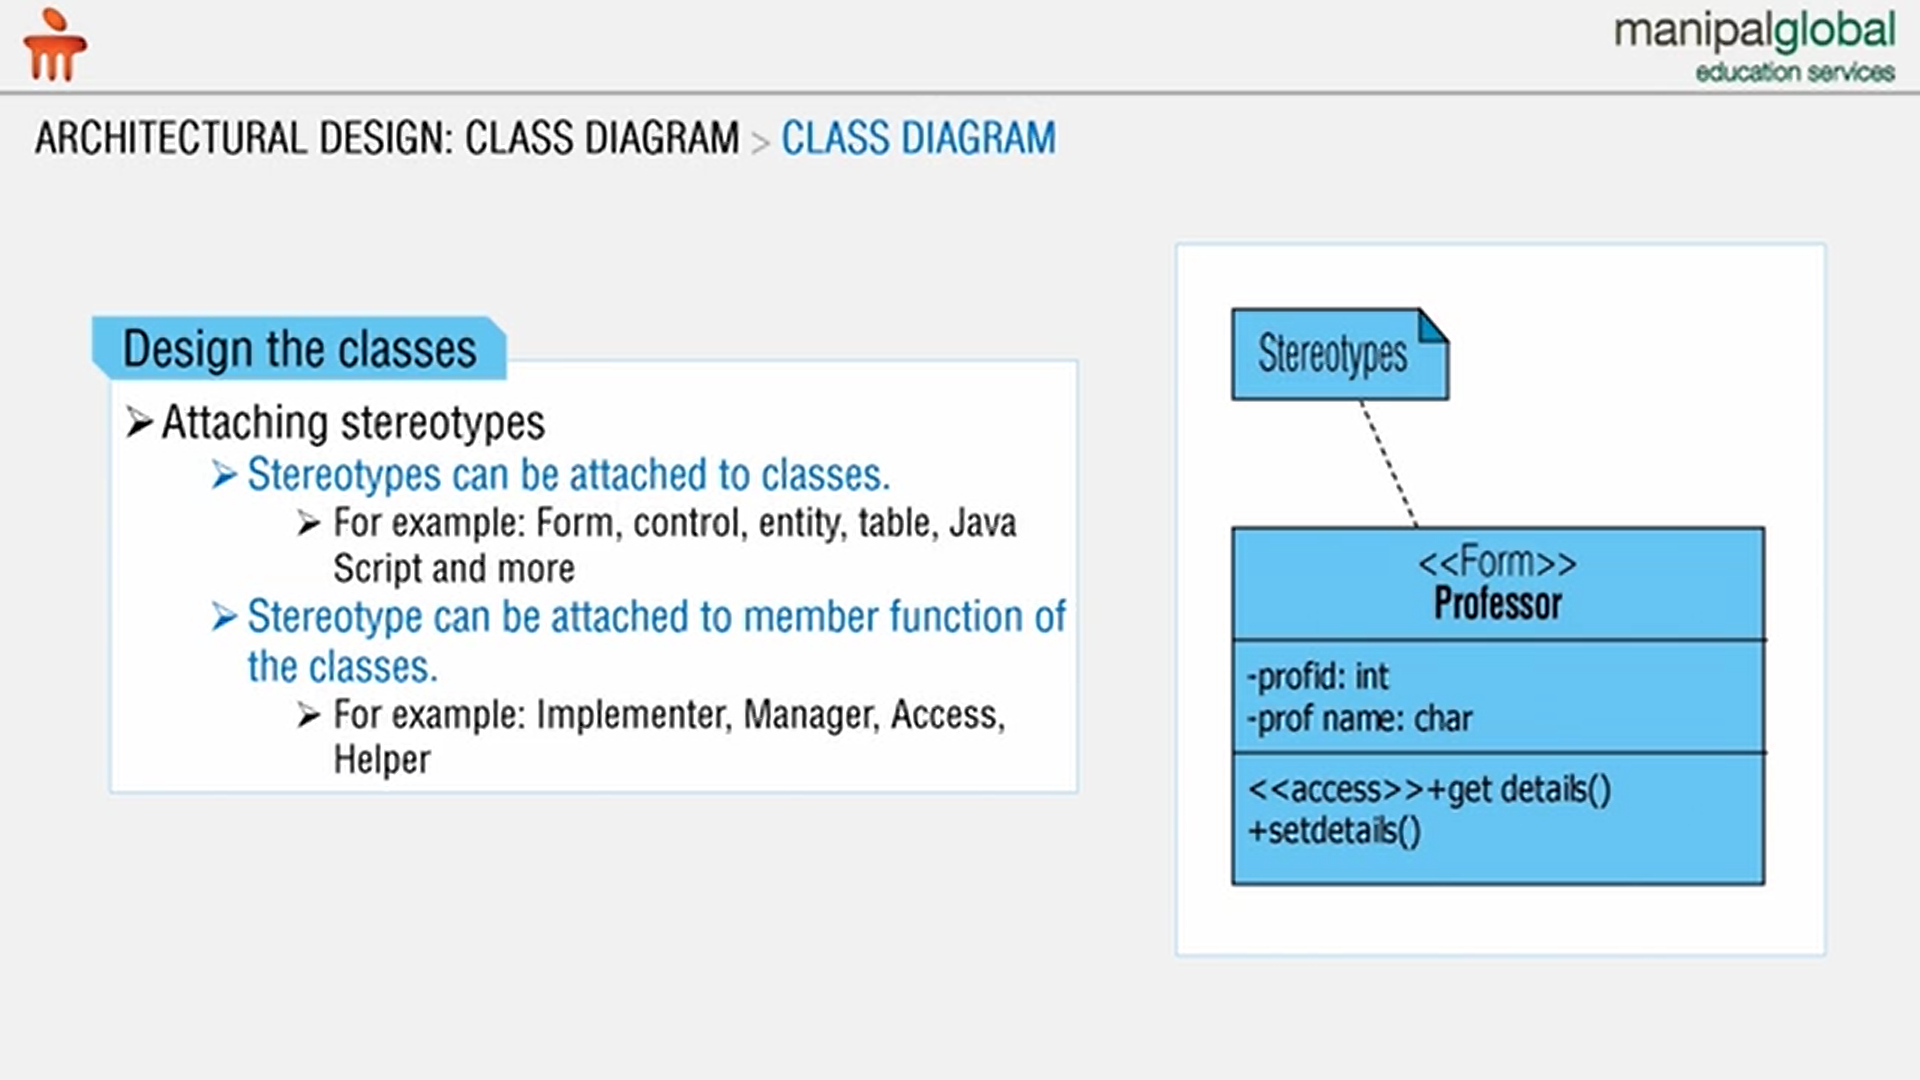 manipalglobal
education services
ARCHITECTURAL DESIGN: CLASS DIAGRAM > CLASS DIAGRAM
Design the classes
➢ Attaching stereotypes
➢ Stereotypes can be attached to classes.
➢ For example: Form, control, entity, table, Java
Script and more
➢ Stereotype can be attached to member function of
the classes.
➢ For example: Implementer, Manager, Access,
Helper
Stereotypes
<<Form>>
Professor
-profid: int
-prof name: char
<<access>>+get details()
+setdetails()